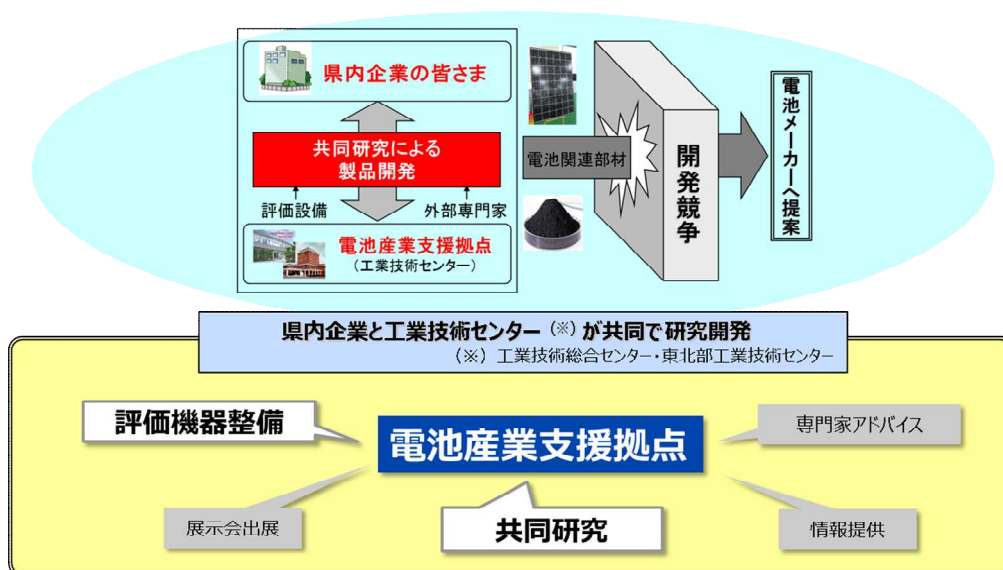 県内企業の皆さま
共同研究による
製品開発
評価設備
外部専門家
電池産業支援拠点
(工業技術センター)
電池関連部材
開発競争
電池メーカーへ提案
県内企業と工業技術センター(※)が共同で研究開発
(※)工業技術総合センター・東北部工業技術センター
評価機器整備
専門家アドバイス
電池産業支援拠点
展示会出展
共同研究
情報提供